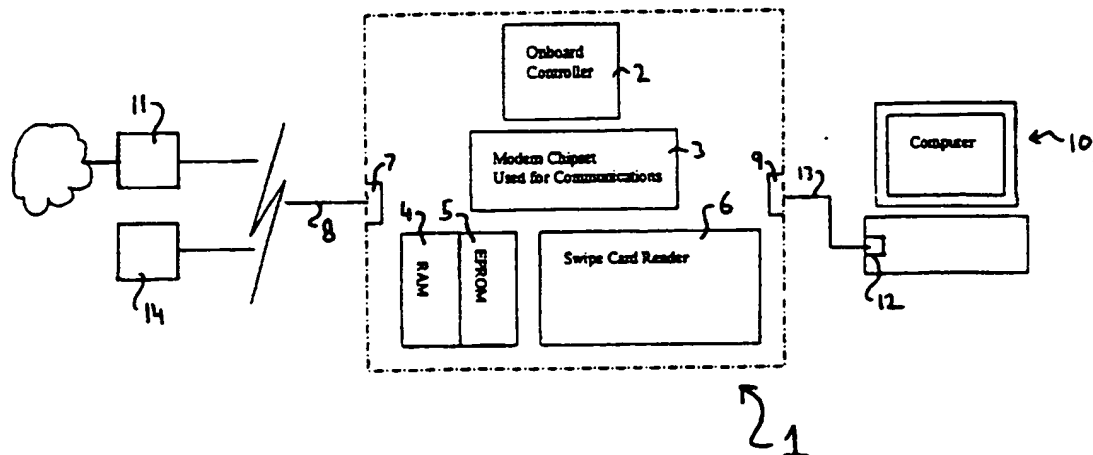 Onboard
Controller
2
11
Modem Chipset
Used for Communications
3
7
9
13
Computer
10
8
4
5
6
RAM
EPROM
Swipe Card Reader
12
14
1